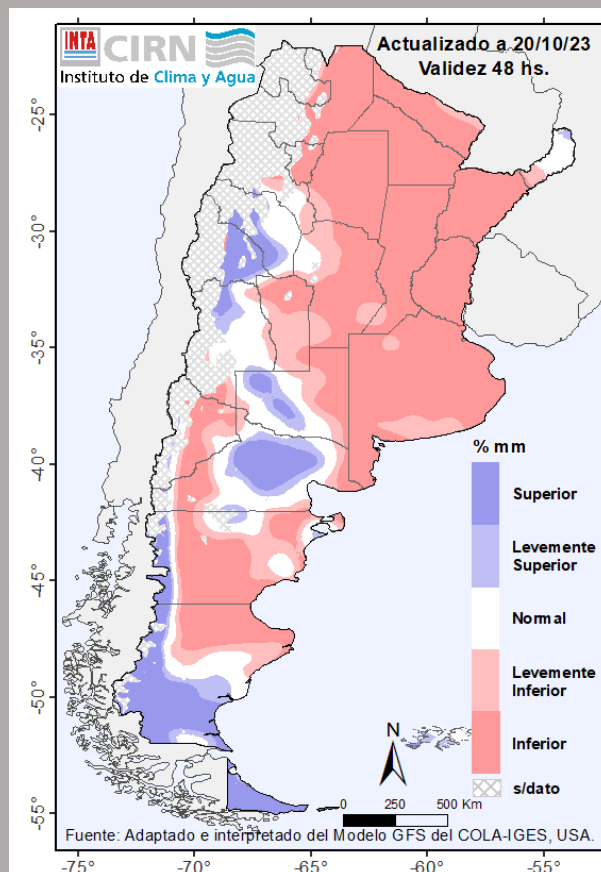 INTA CIRN
Instituto de Clima y Agua
Actualizado a 20/10/23
Validez 48 hs.
-25°
-30°
-35°
-40°
-45°
-50°
-55°
% mm
Superior
Levemente
Superior
Normal
Levemente
Inferior
Inferior
s/dato
N
0 250 500 Km
Fuente: Adaptado e interpretado del Modelo GFS del COLA-IGES, USA.
-75° -70° -65° -60° -55°